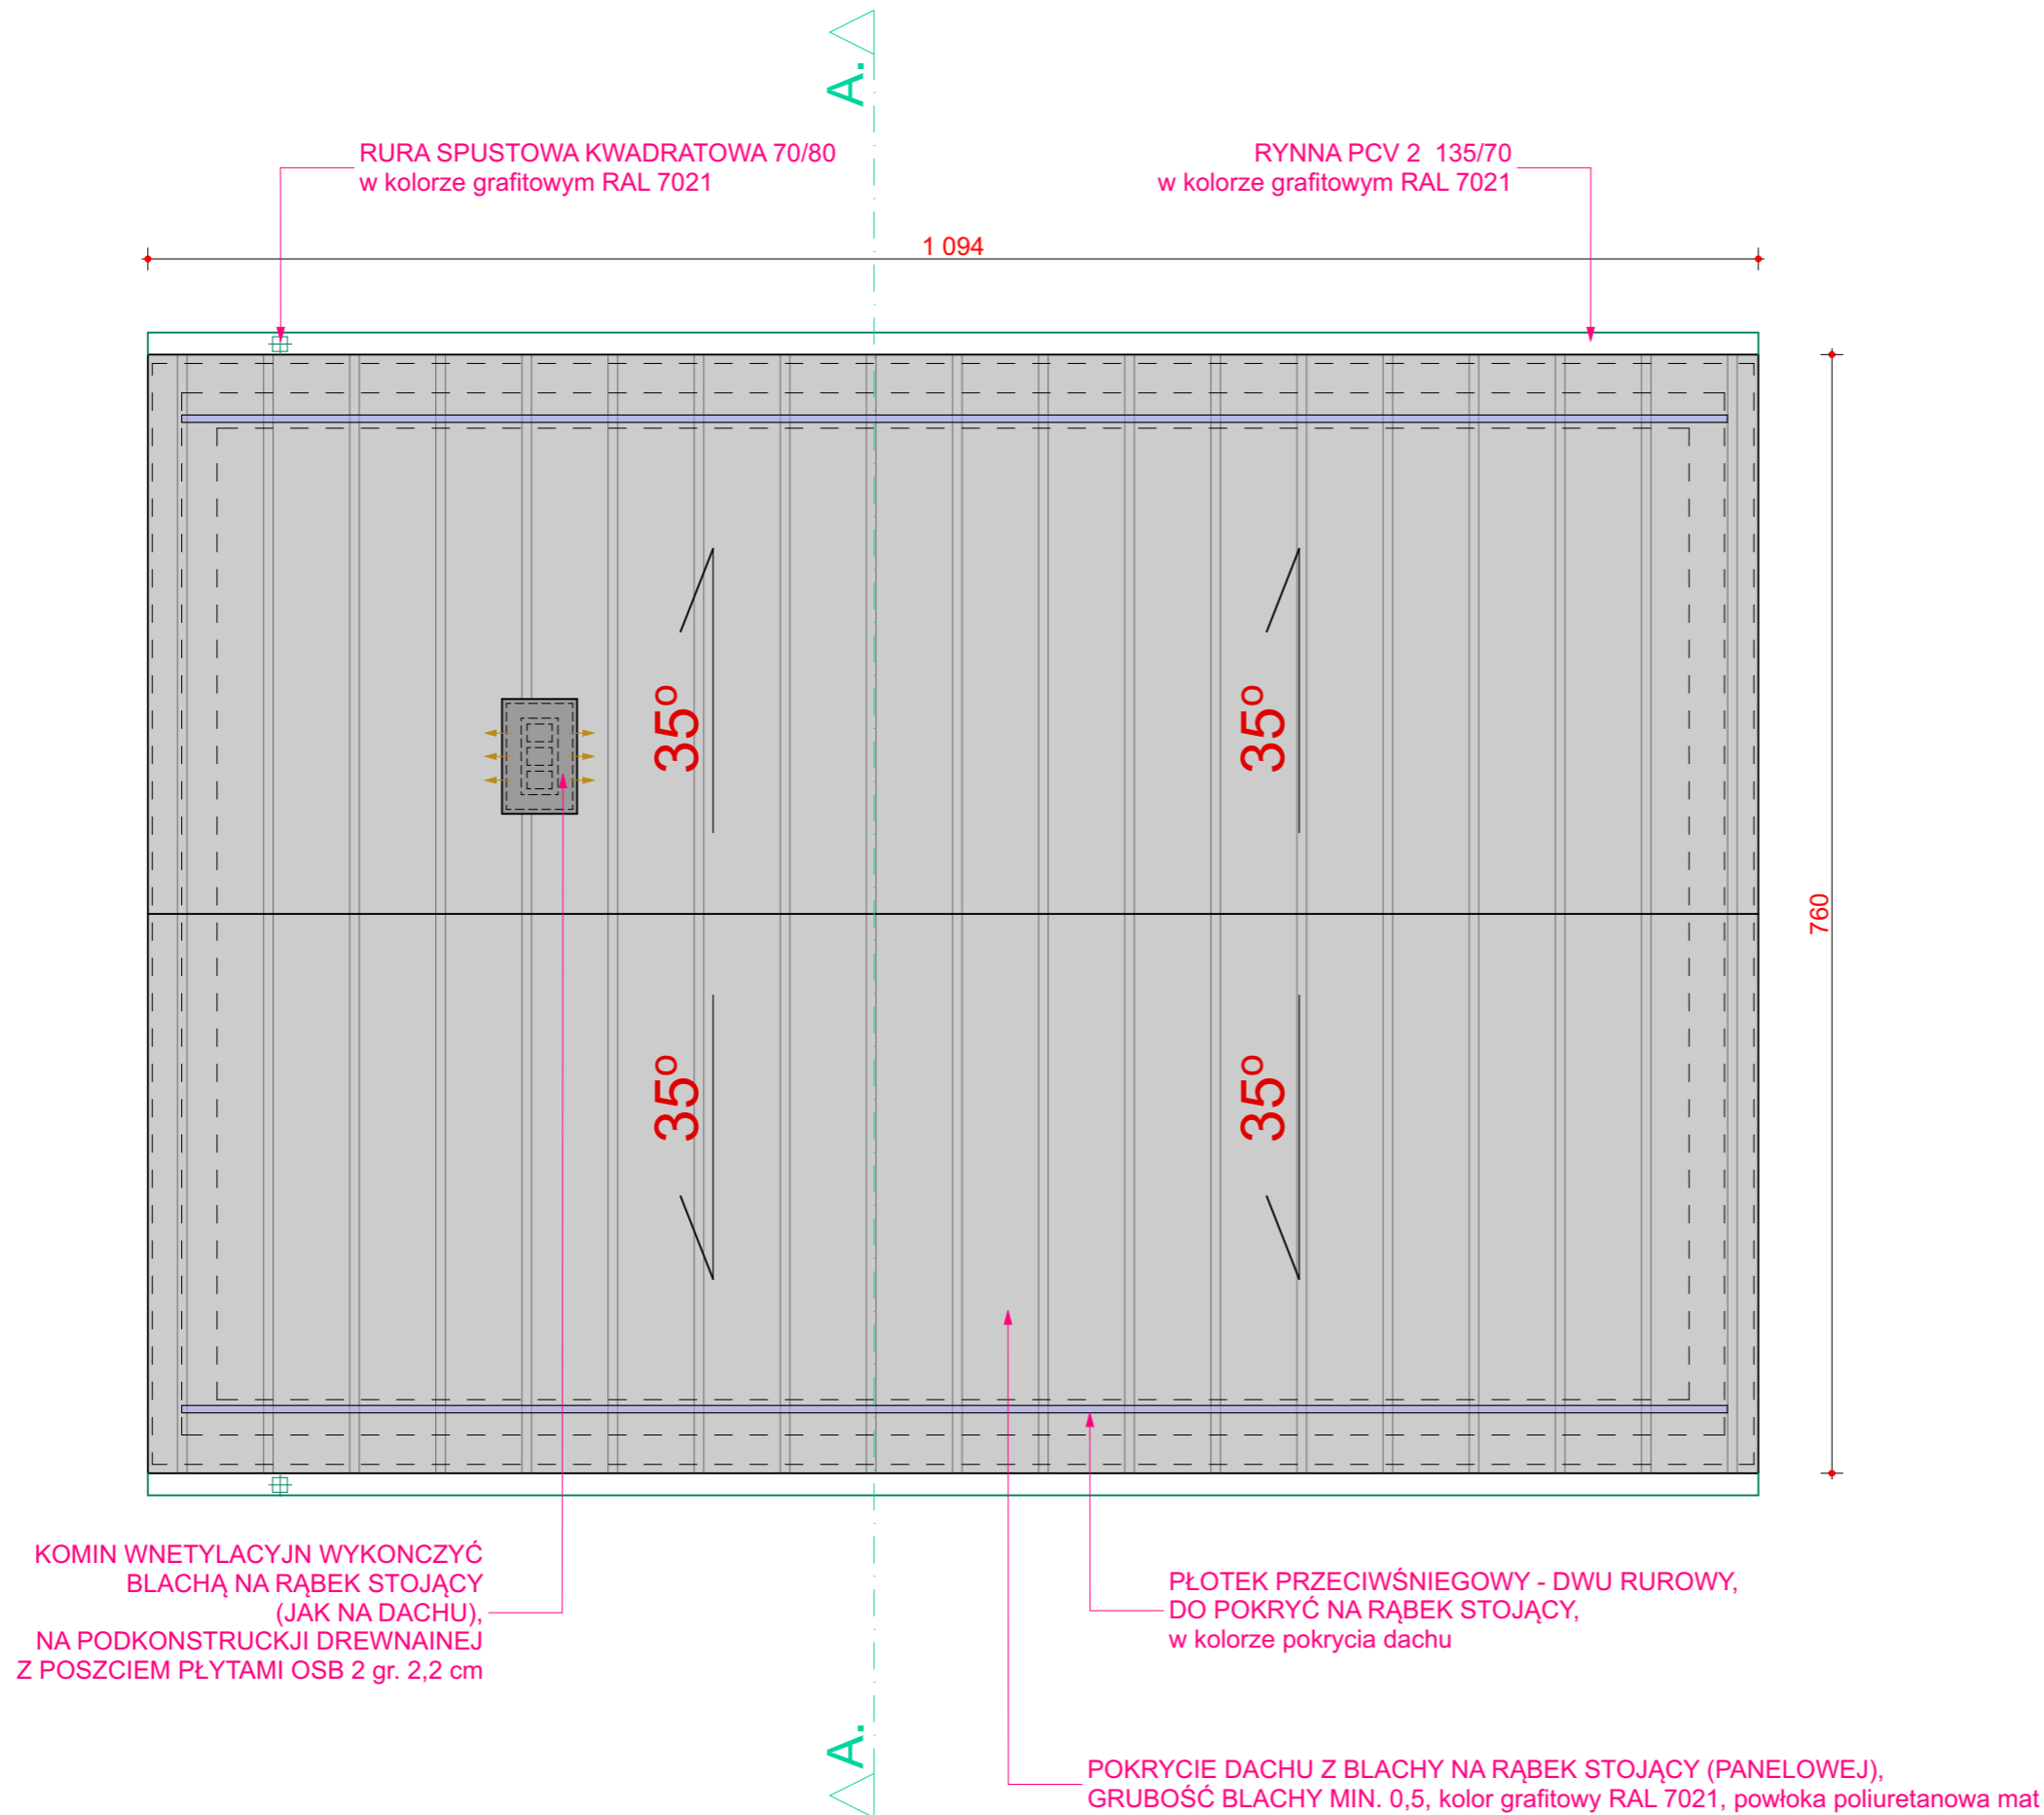 A.
RURA SPUSTOWA KWADRATOWA 70/80
w kolorze grafitowym RAL 7021
RYNNA PCV 2  135/70
w kolorze grafitowym RAL 7021
1 094
35°
35°
760
35°
35°
KOMIN WNETYLACYJN WYKONCZYĆ
BLACHĄ NA RĄBEK STOJĄCY
(JAK NA DACHU),
NA PODKONSTRUCKJI DREWNAINEJ
Z POSZCIEM PŁYTAMI OSB 2 gr. 2,2 cm
PŁOTEK PRZECIWŚNIEGOWY - DWU RUROWY,
DO POKRYĆ NA RĄBEK STOJĄCY,
w kolorze pokrycia dachu
A.
POKRYCIE DACHU Z BLACHY NA RĄBEK STOJĄCY (PANELOWEJ),
GRUBOŚĆ BLACHY MIN. 0,5, kolor grafitowy RAL 7021, powłoka poliuretanowa mat